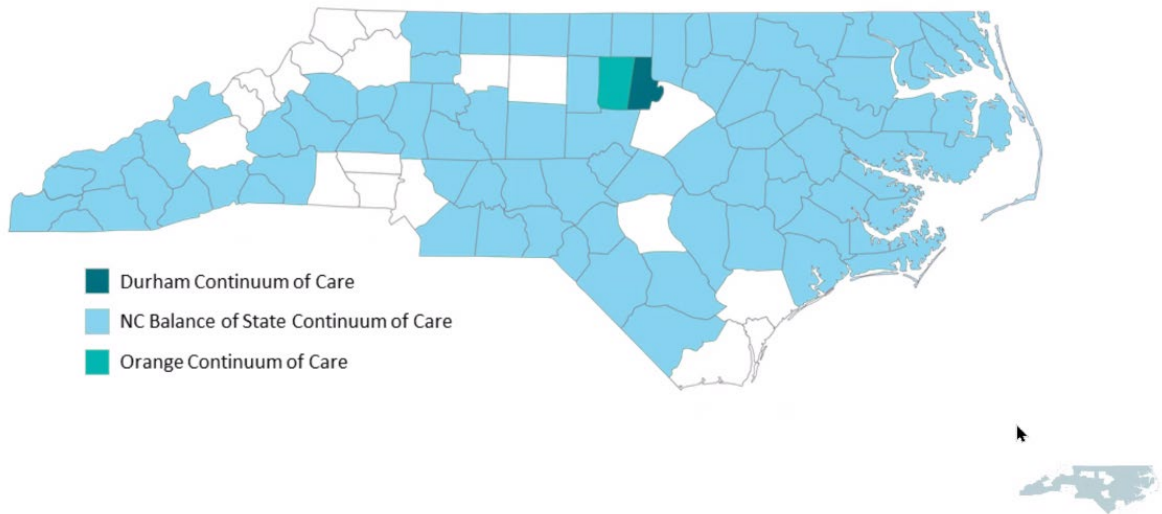 Durham Continuum of Care
NC Balance of State Continuum of Care
Orange Continuum of Care